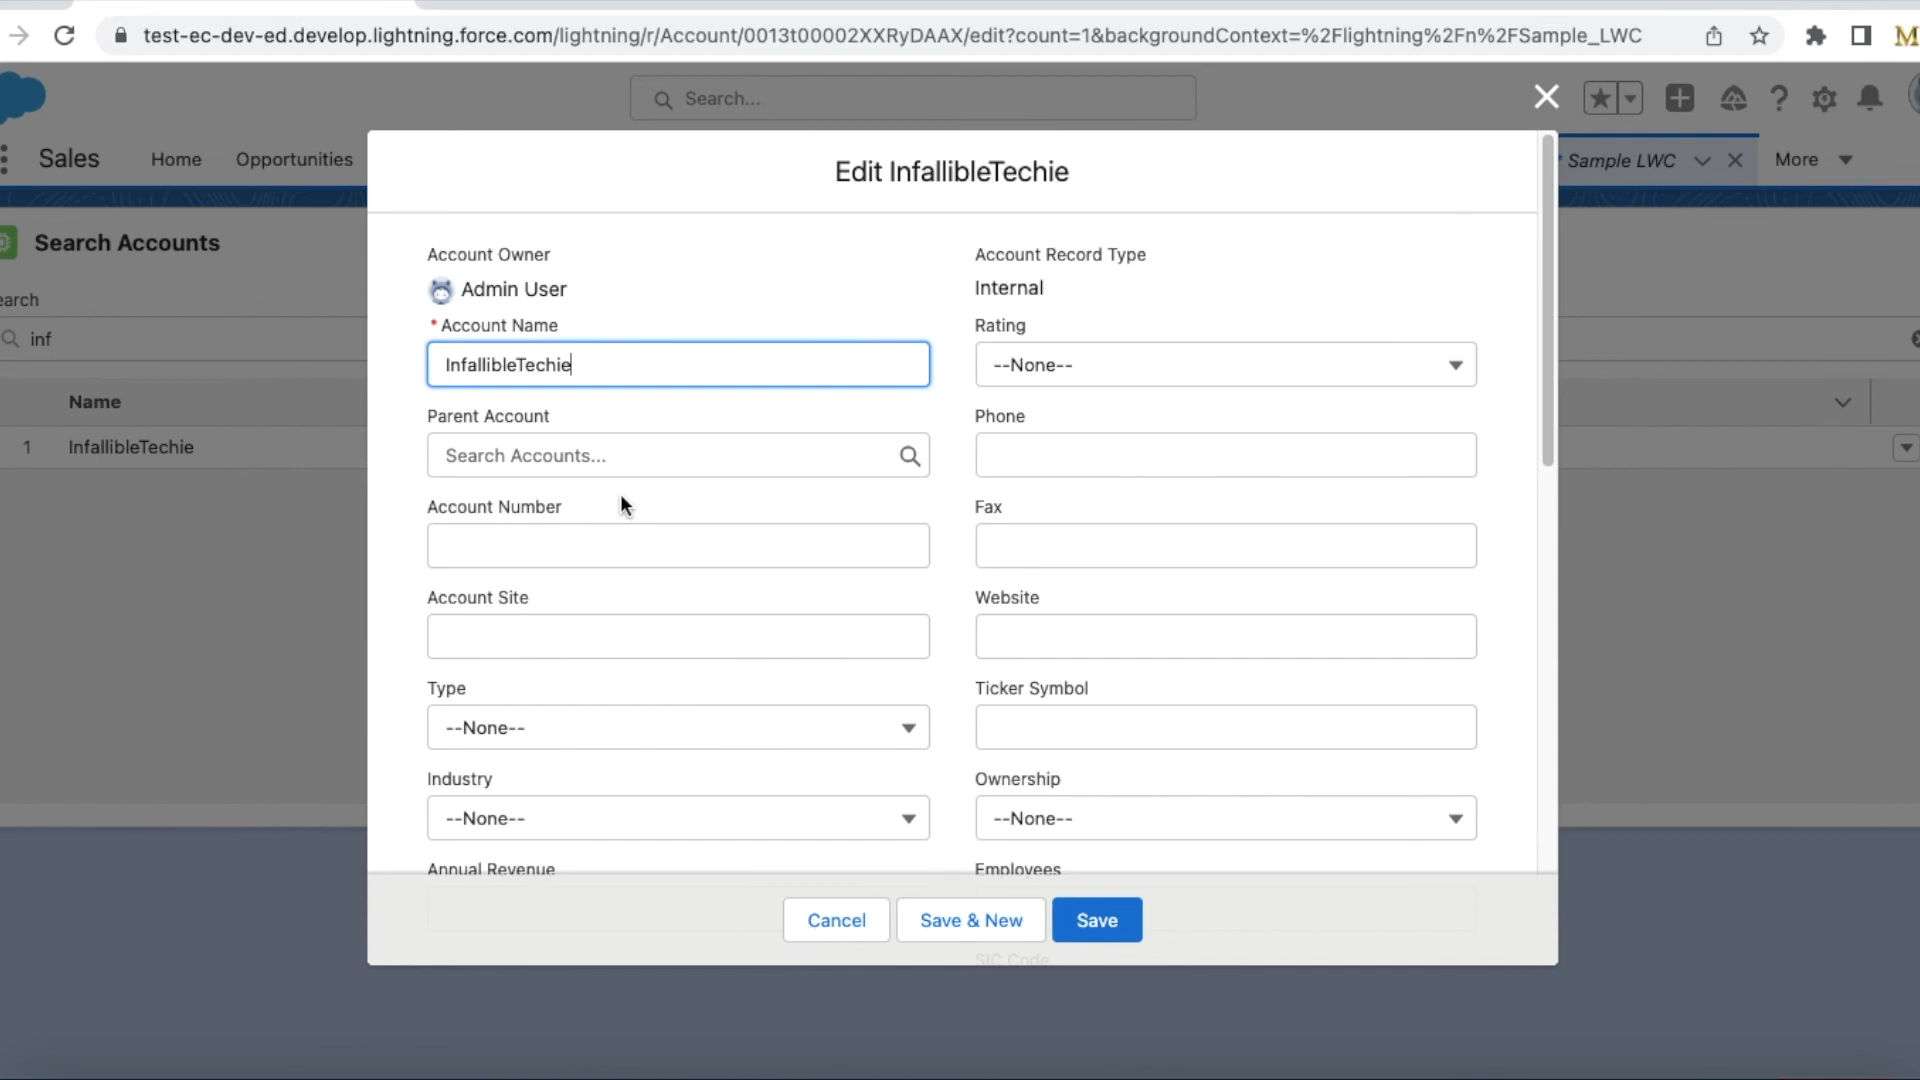 test-ec-dev-ed.develop.lightning.force.com/lightning/r/Account/0013t00002XXRyDAAX/edit?count=1&backgroundContext=%2Flightning%2Fn%2FSample_LWC
M
Search...
Sales
Home
Opportunities
* Sample LWC
More
Search Accounts
earch
inf
Name
1
InfallibleTechie
Edit InfallibleTechie
Account Owner
Admin User
Account Record Type
Internal
* Account Name
InfallibleTechie
Rating
--None--
Parent Account
Search Accounts...
Phone
Account Number
Fax
Account Site
Website
Type
--None--
Ticker Symbol
Industry
--None--
Ownership
--None--
Annual Revenue
Employees
Cancel
Save & New
Save
SIC Code